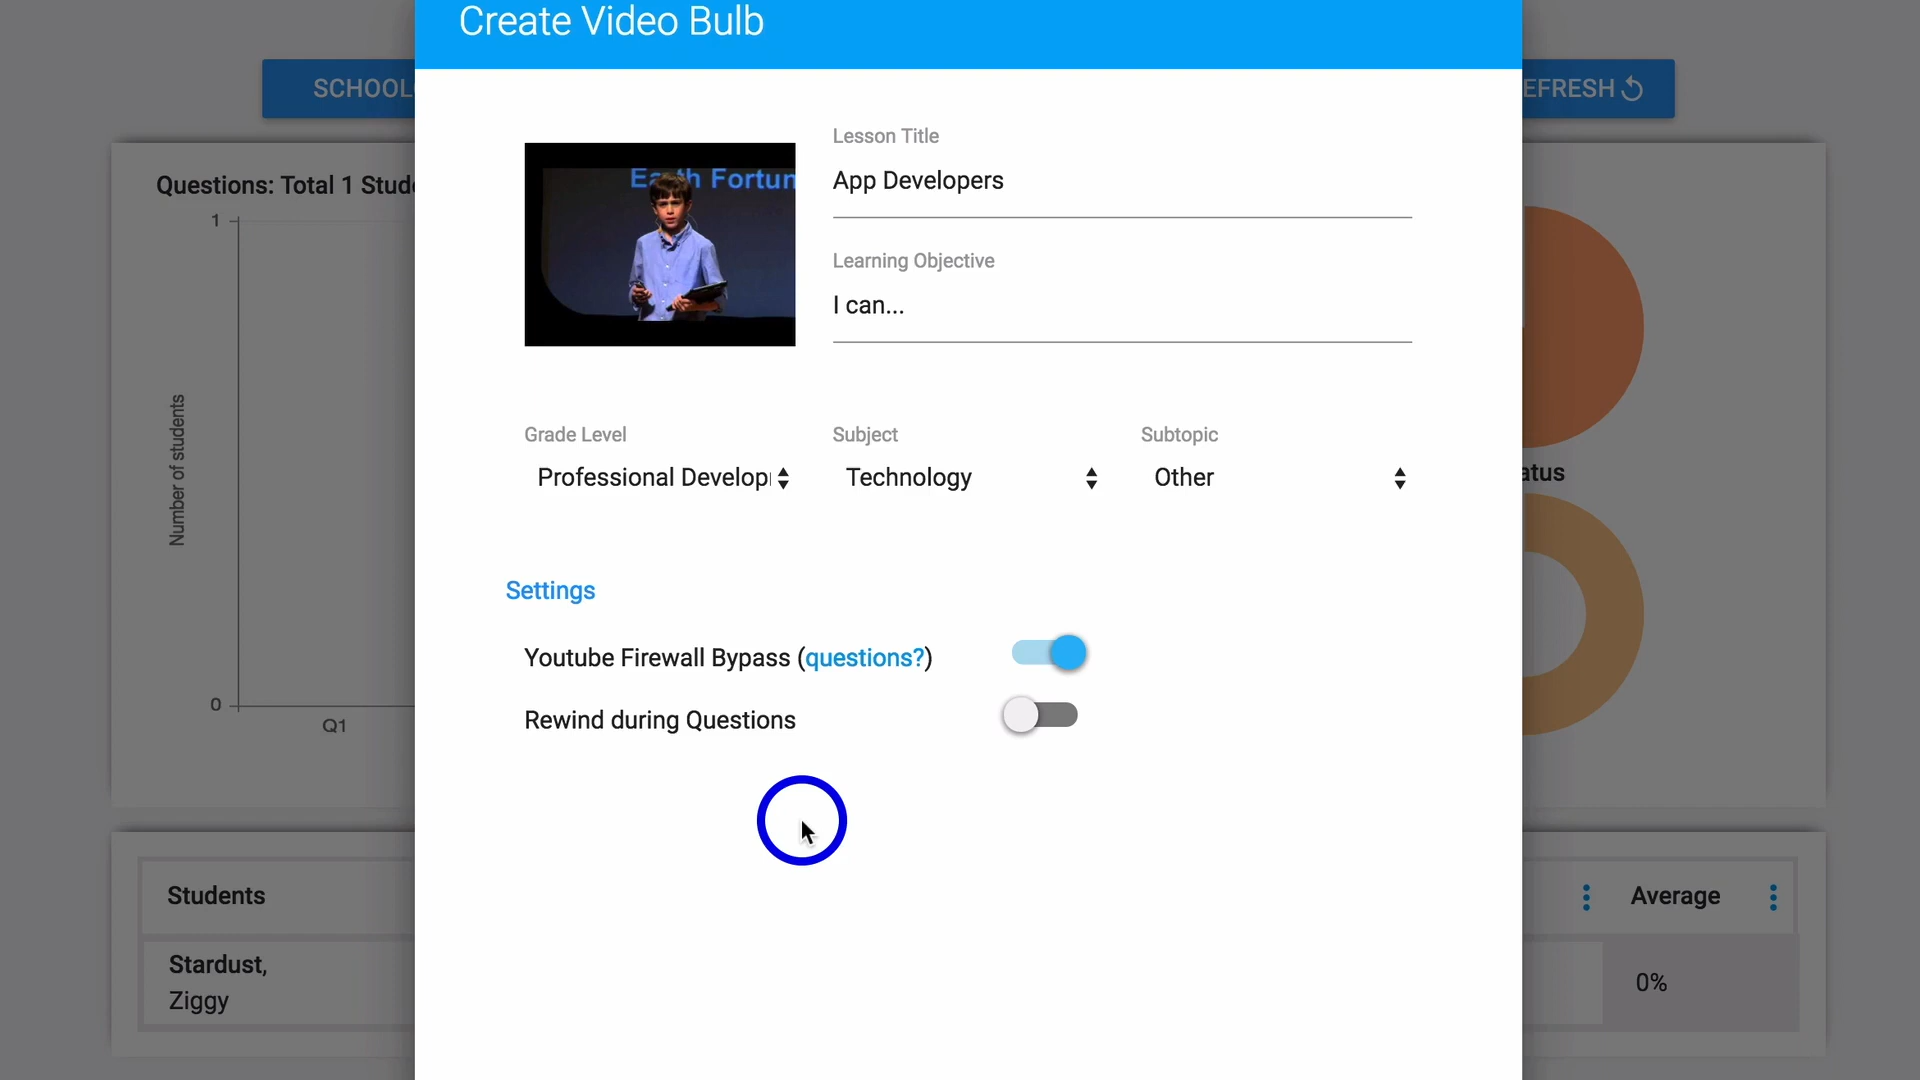 Create Video Bulb
SCHOOL
EFRESH
Questions: Total 1 Stud
1
Number of students
0
Q1
Earth Fortun
Lesson Title
App Developers
Learning Objective
I can...
Grade Level
Subject
Subtopic
Professional Develop
Technology
Other
atus
Settings
Youtube Firewall Bypass (questions?)
Rewind during Questions
Students
Average
Stardust,
Ziggy
0%